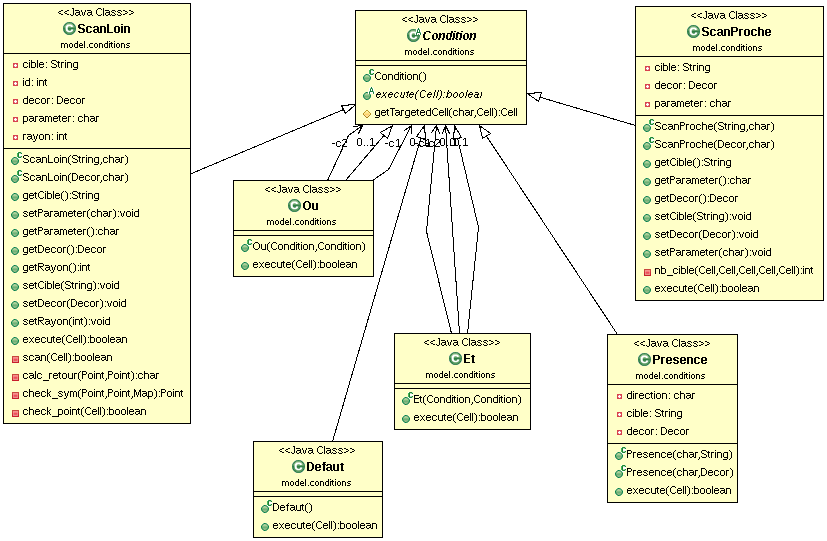 <<Java Class>>
ScanLoin
model.conditions
cible: String
id: int
decor: Decor
parameter: char
rayon: int
ScanLoin(String,char)
ScanLoin(Decor,char)
getCible():String
setParameter(char):void
getParameter():char
getDecor():Decor
getRayon():int
setCible(String):void
setDecor(Decor):void
setRayon(int):void
execute(Cell):boolean
scan(Cell):boolean
calc_retour(Point,Point):char
check_sym(Point,Point,Map):Point
check_point(Cell):boolean
<<Java Class>>
Condition
model.conditions
Condition()
execute(Cell):boolean
getTargetedCell(char,Cell):Cell
<<Java Class>>
ScanProche
model.conditions
cible: String
decor: Decor
parameter: char
ScanProche(String,char)
ScanProche(Decor,char)
getCible():String
getParameter():char
getDecor():Decor
setCible(String):void
setDecor(Decor):void
setParameter(char):void
nb_cible(Cell,Cell,Cell,Cell,Cell):int
execute(Cell):boolean
-c2 0..1 -c1
<<Java Class>>
Ou
model.conditions
Ou(Condition,Condition)
execute(Cell):boolean
<<Java Class>>
Et
model.conditions
Et(Condition,Condition)
execute(Cell):boolean
<<Java Class>>
Presence
model.conditions
direction: char
cible: String
decor: Decor
Presence(char,String)
Presence(char,Decor)
execute(Cell):boolean
<<Java Class>>
Defaut
model.conditions
Defaut()
execute(Cell):boolean